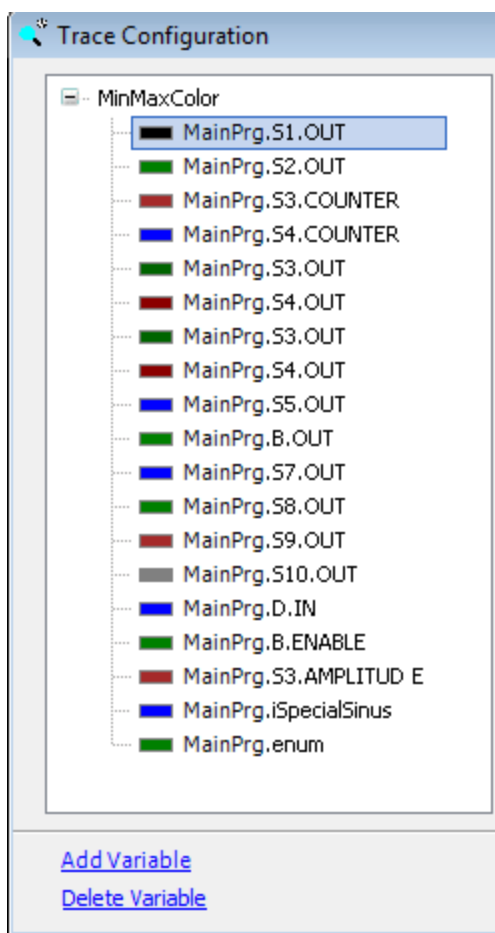 Trace Configuration
MinMaxColor
MainPrg.S1.OUT
MainPrg.S2.OUT
MainPrg.S3.COUNTER
MainPrg.S4.COUNTER
MainPrg.S3.OUT
MainPrg.S4.OUT
MainPrg.S3.OUT
MainPrg.S4.OUT
MainPrg.S5.OUT
MainPrg.B.OUT
MainPrg.S7.OUT
MainPrg.S8.OUT
MainPrg.S9.OUT
MainPrg.S10.OUT
MainPrg.D.IN
MainPrg.B.ENABLE
MainPrg.S3.AMPLITUD E
MainPrg.iSpecialSinus
MainPrg.enum
Add Variable
Delete Variable